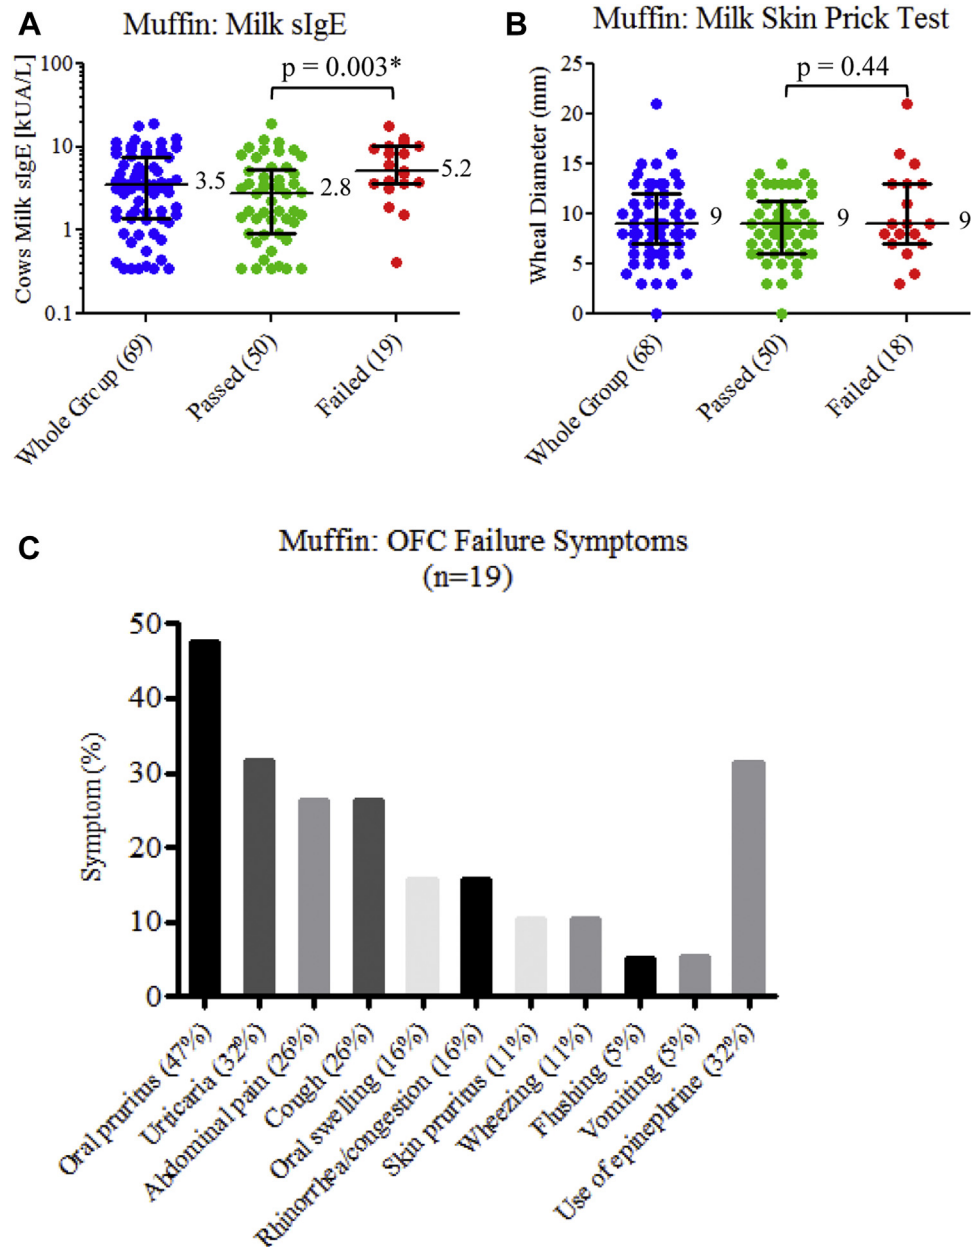 A
Muffin: Milk sIgE
Cows Milk sIgE [kUA/L]
100
10
1
0.1
p = 0.003*
3.5
2.8
5.2
Whole Grcup (69)
Passed (50)
Failed (19)
B
Muffin: Milk Skin Prick Test
Wheal Diameter (mm)
25
20
15
10
5
0
p = 0.44
9
9
9
Whole Group (68)
Passed (50)
Failed (18)
C
Muffin: OFC Failure Symptoms
(n=19)
Symptom (%)
50
40
30
20
10
0
Oral pruritus (47%)
Urticaria (32%)
Abdominal pain (26%)
Cough (26%)
Oral swelling (16%)
Rhinorrhea/congestion (16%)
Skin pruritus (11%)
Wheezing (11%)
Flushing (5%)
Vomiting (5%)
Use of epinephrine (32%)